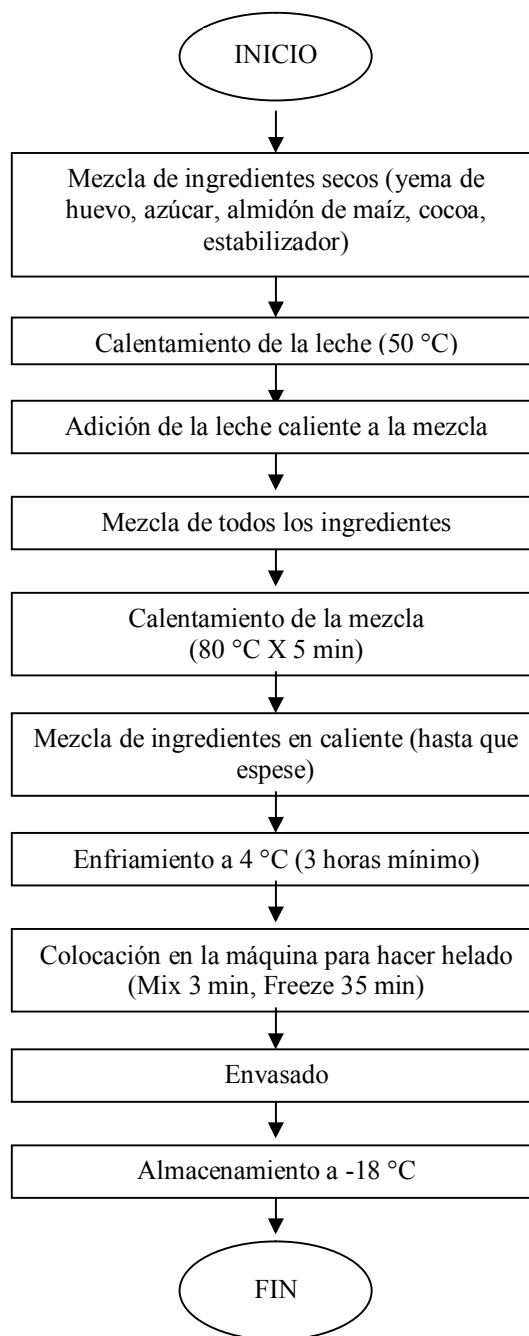 INICIO
Mezcla de ingredientes secos (yema de
huevo, azúcar, almidón de maíz, cocoa,
estabilizador)
Calentamiento de la leche (50 °C)
Adición de la leche caliente a la mezcla
Mezcla de todos los ingredientes
Calentamiento de la mezcla
(80 °C X 5 min)
Mezcla de ingredientes en caliente (hasta que
espese)
Enfriamiento a 4 °C (3 horas mínimo)
Colocación en la máquina para hacer helado
(Mix 3 min, Freeze 35 min)
Envasado
Almacenamiento a -18 °C
FIN